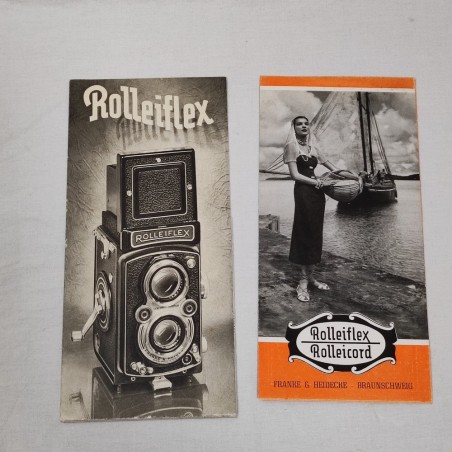 Rolleiflex
ROLLEIFLEX
Rolleiflex
Rolleicord
FRANKE & HEIDECKE - BRAUNSCHWEIG